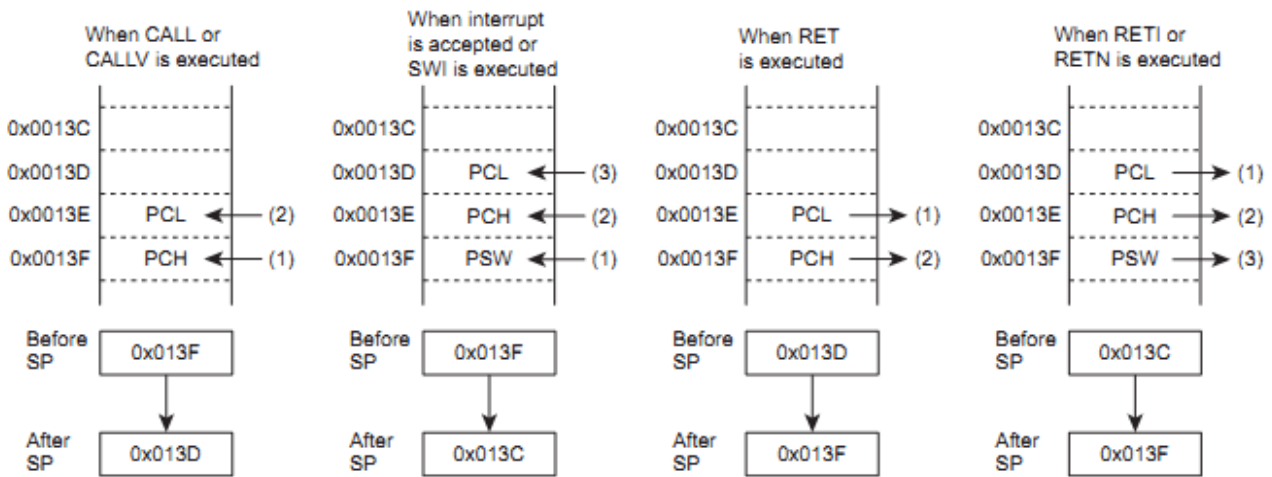 When CALL or
CALLV is executed
0x0013C
0x0013D
0x0013E PCL (2)
0x0013F PCH (1)
Before
SP
0x013F
After
SP
0x013D
When interrupt
is accepted or
SWI is executed
0x0013C
0x0013D PCL (3)
0x0013E PCH (2)
0x0013F PSW (1)
Before
SP
0x013F
After
SP
0x013C
When RET
is executed
0x0013C
0x0013D
0x0013E PCL (1)
0x0013F PCH (2)
Before
SP
0x013D
After
SP
0x013F
When RETI or
RETN is executed
0x0013C
0x0013D PCL (1)
0x0013E PCH (2)
0x0013F PSW (3)
Before
SP
0x013C
After
SP
0x013F